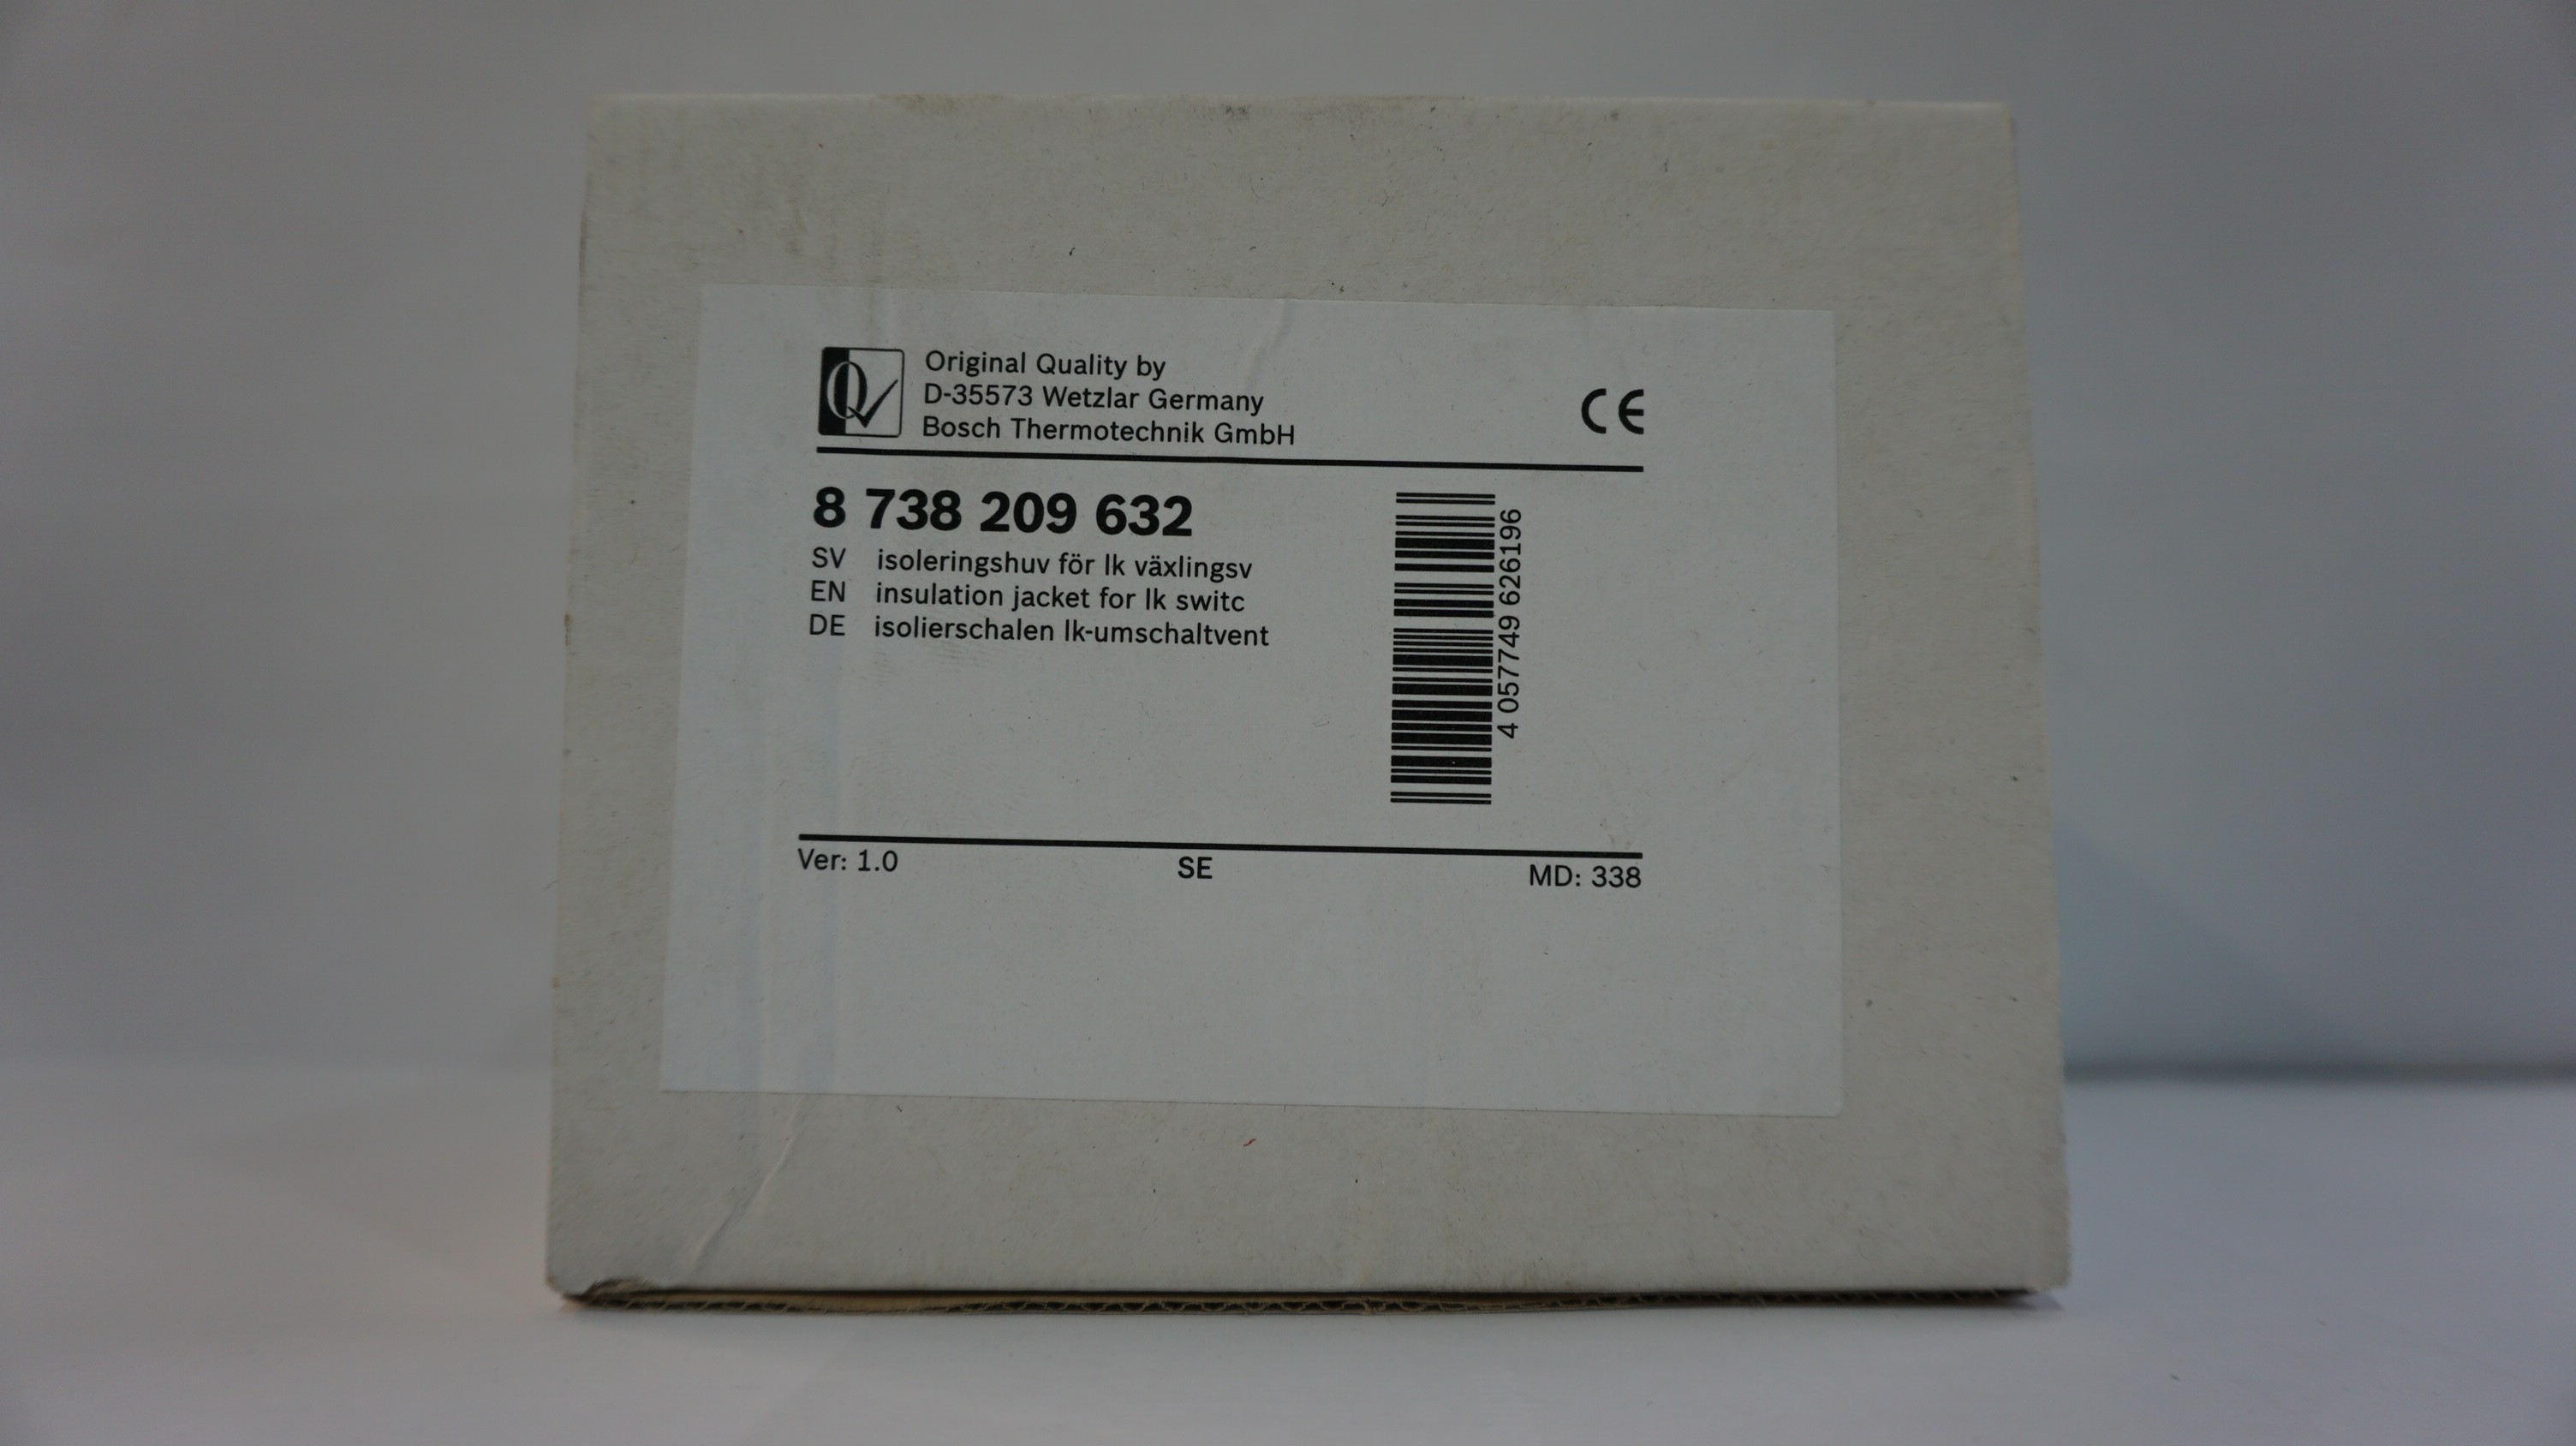 Original Quality by
D-35573 Wetzlar Germany
Bosch Thermotechnik GmbH
CE
8 738 209 632
SV isoleringshuv för lk växlingsv
EN insulation jacket for lk switc
DE isolierschalen lk-umschaltvent
4 057749 626196
Ver: 1.0 SE MD: 338